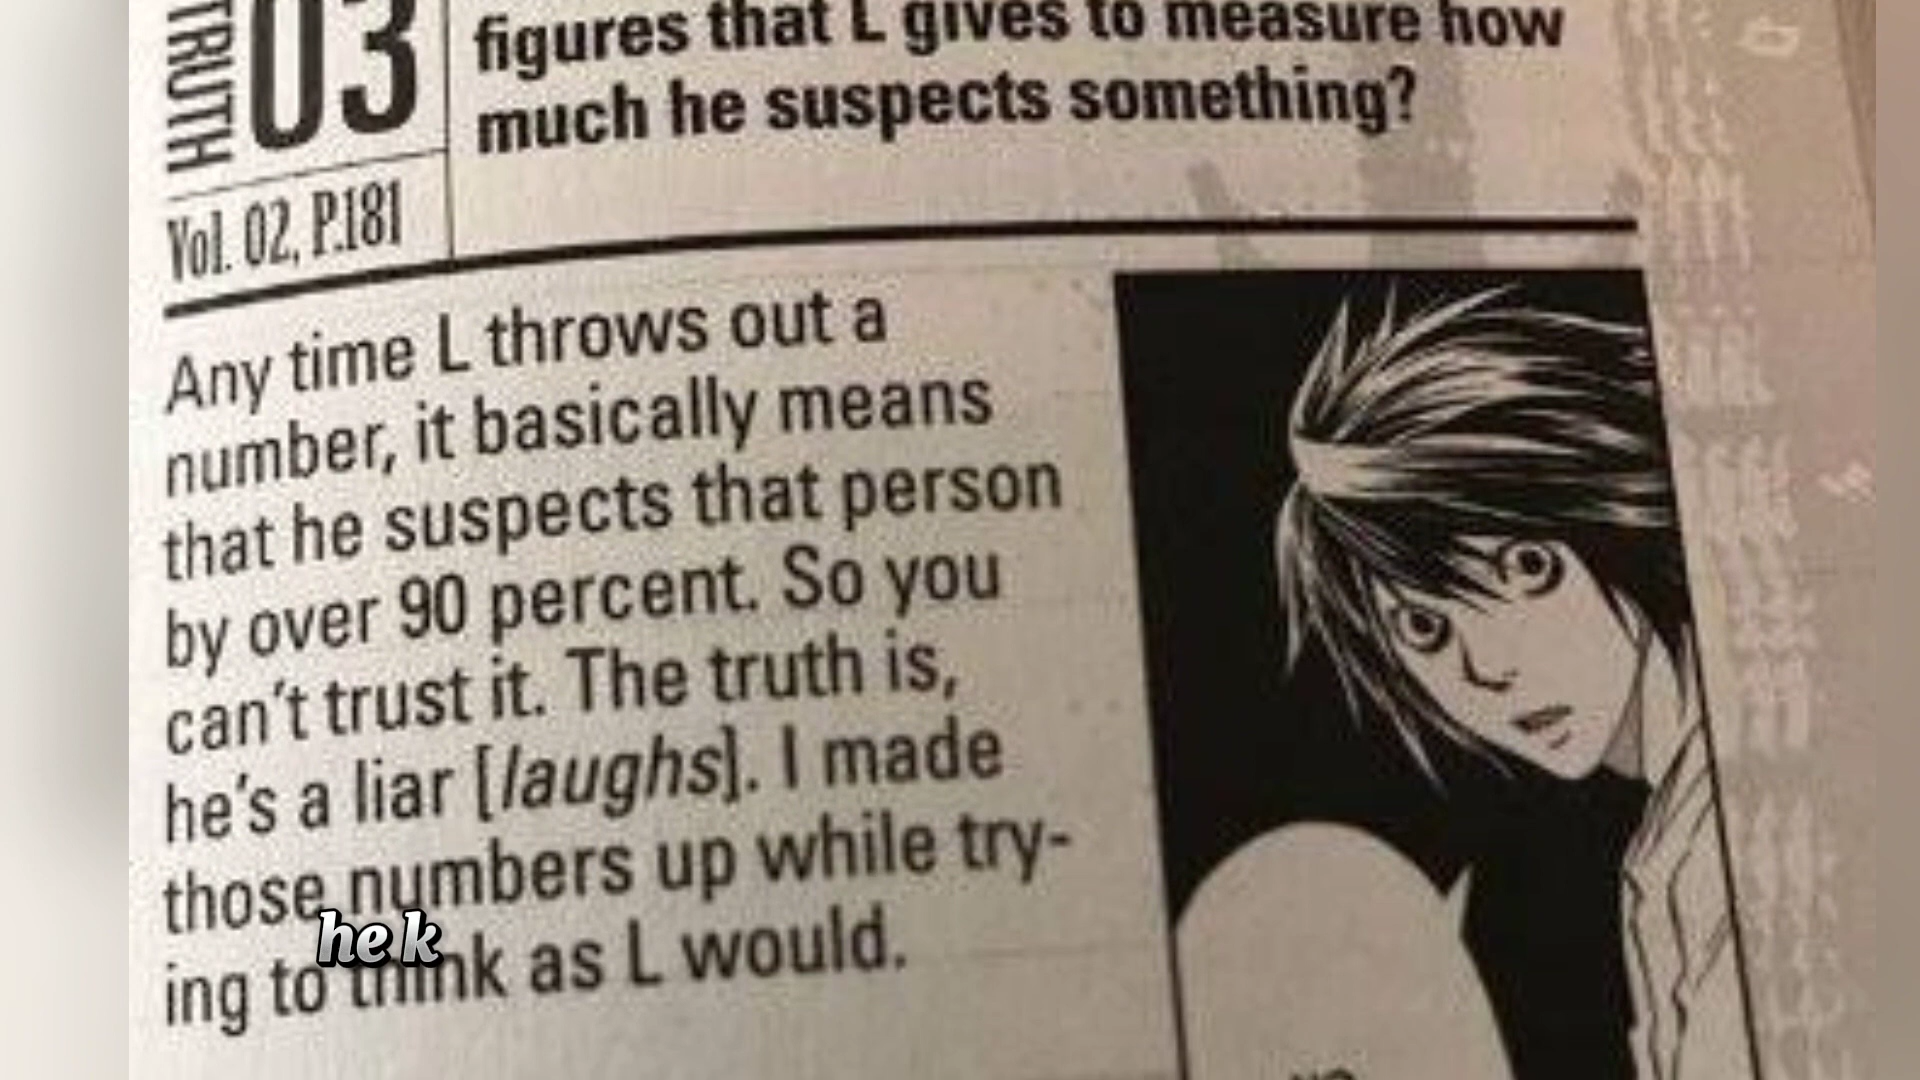 TRUTH
03
figures that L gives to measure how
much he suspects something?
Vol. 02, P.181
Any time L throws out a
number, it basically means
that he suspects that person
by over 90 percent. So you
can't trust it. The truth is,
he's a liar [laughs]. I made
those numbers up while try-
ing to think as L would.
he k